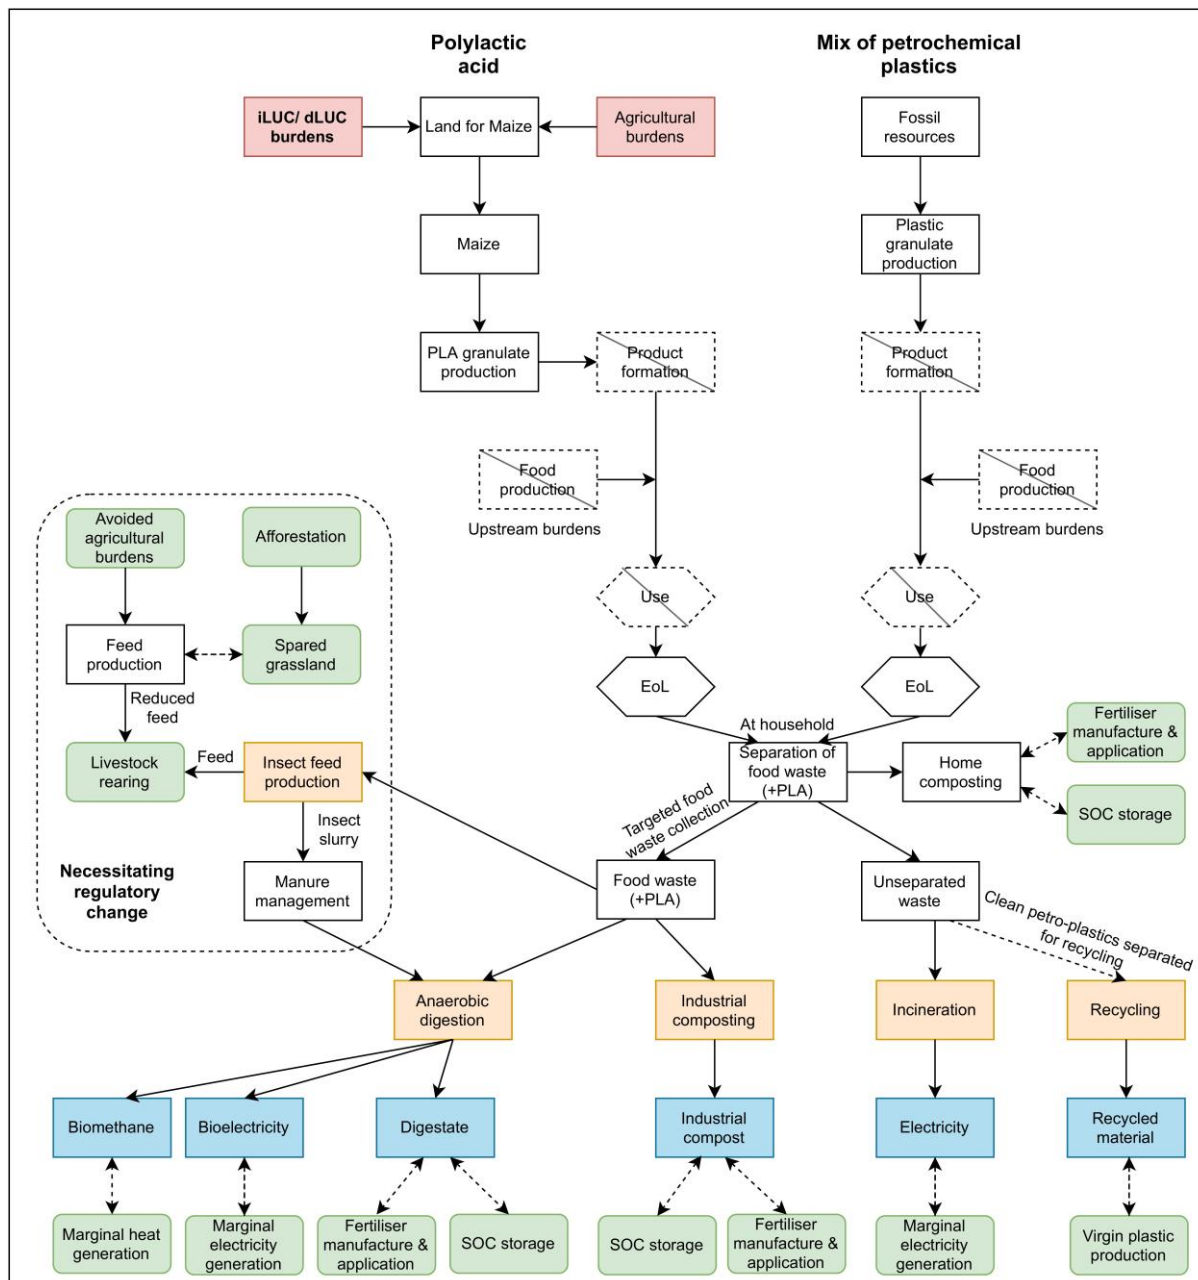 Polylactic
acid
Mix of petrochemical
plastics
iLUC/ dLUC
burdens
Land for Maize
Agricultural
burdens
Fossil
resources
Maize
Plastic
granulate
production
PLA granulate
production
Product
formation
Product
formation
Food
production
Upstream burdens
Food
production
Upstream burdens
Avoided
agricultural
burdens
Afforestation
Use
Use
Feed
production
Spared
grassland
Reduced
feed
EoL
EoL
At household
Livestock
rearing
Feed
Insect feed
production
Separation of
food waste
(+PLA)
Home
composting
Fertiliser
manufacture &
application
SOC storage
Insect
slurry
Targeted food
waste collection
Necessitating
regulatory
change
Manure
management
Food waste
(+PLA)
Unseparated
waste
Clean petro-plastics separated
for recycling
Anaerobic
digestion
Industrial
composting
Incineration
Recycling
Biomethane
Bioelectricity
Digestate
Industrial
compost
Electricity
Recycled
material
Marginal heat
generation
Marginal
electricity
generation
Fertiliser
manufacture &
application
SOC storage
SOC storage
Fertiliser
manufacture &
application
Marginal
electricity
generation
Virgin plastic
production